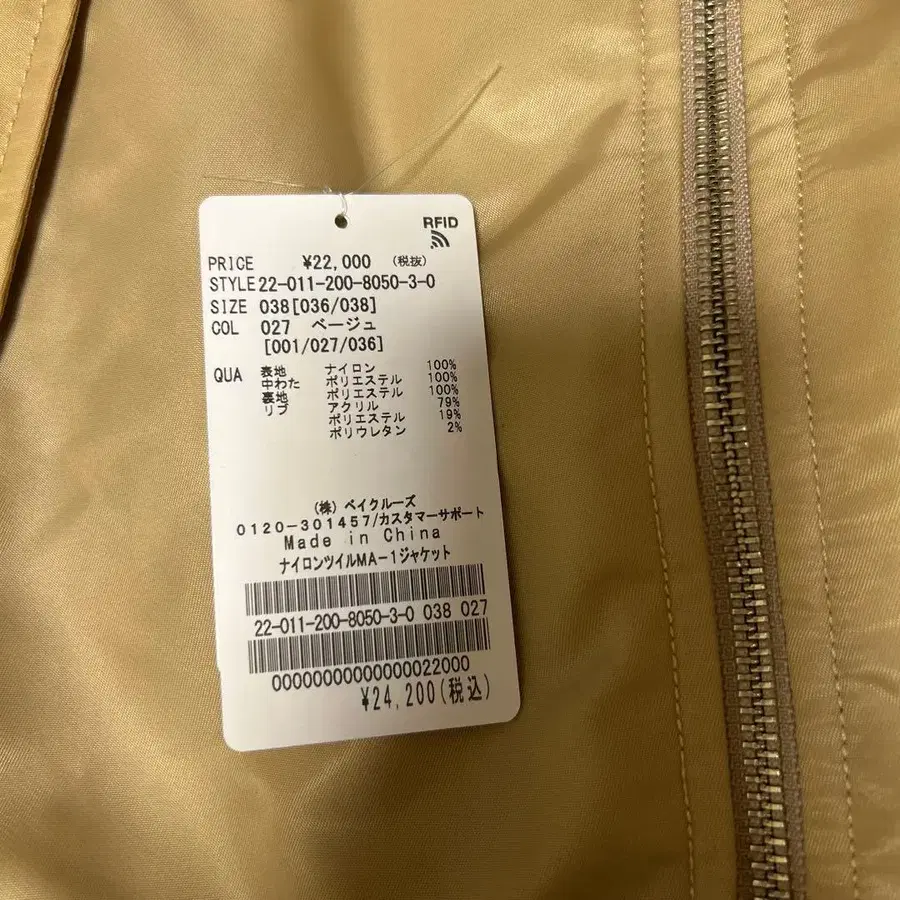 RFID
PRICE ¥22,000 (税抜)
STYLE 22-011-200-8050-3-0
SIZE 038[036/038]
COL 027 ベージュ
[001/027/036]
QUA 表地 ナイロン 100%
中わた ポリエステル 100%
裏地 ポリエステル 100%
リブ アクリル 79%
ポリエステル 19%
ポリウレタン 2%
(株) ベイクルーズ
0120-301457/カスタマーサポート
Made in China
ナイロンツイルMA-1ジャケット
22-011-200-8050-3-0 038 027
00000000000000022000
¥24,200(税込)